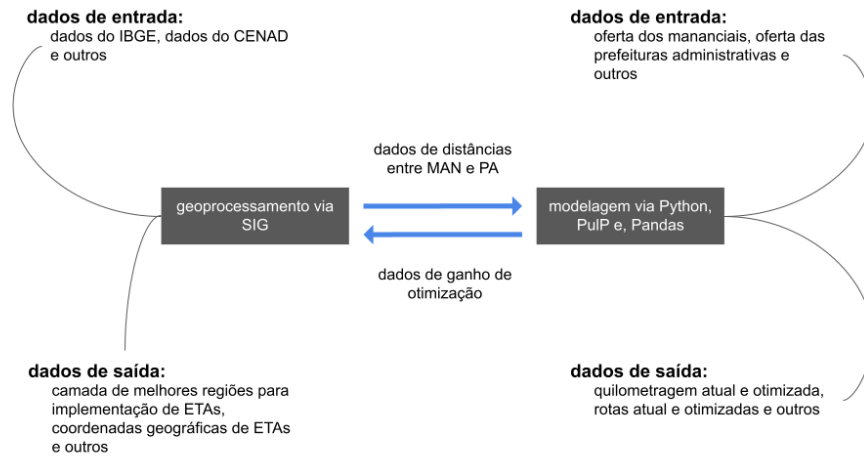 dados de entrada:
dados do IBGE, dados do CENAD
e outros
dados de entrada:
oferta dos mananciais, oferta das
prefeituras administrativas e
outros
dados de distâncias
entre MAN e PA
geoprocessamento via
SIG
modelagem via Python,
PulP e, Pandas
dados de ganho de
otimização
dados de saída:
camada de melhores regiões para
implementação de ETAs,
coordenadas geográficas de ETAs
e outros
dados de saída:
quilometragem atual e otimizada,
rotas atual e otimizadas e outros